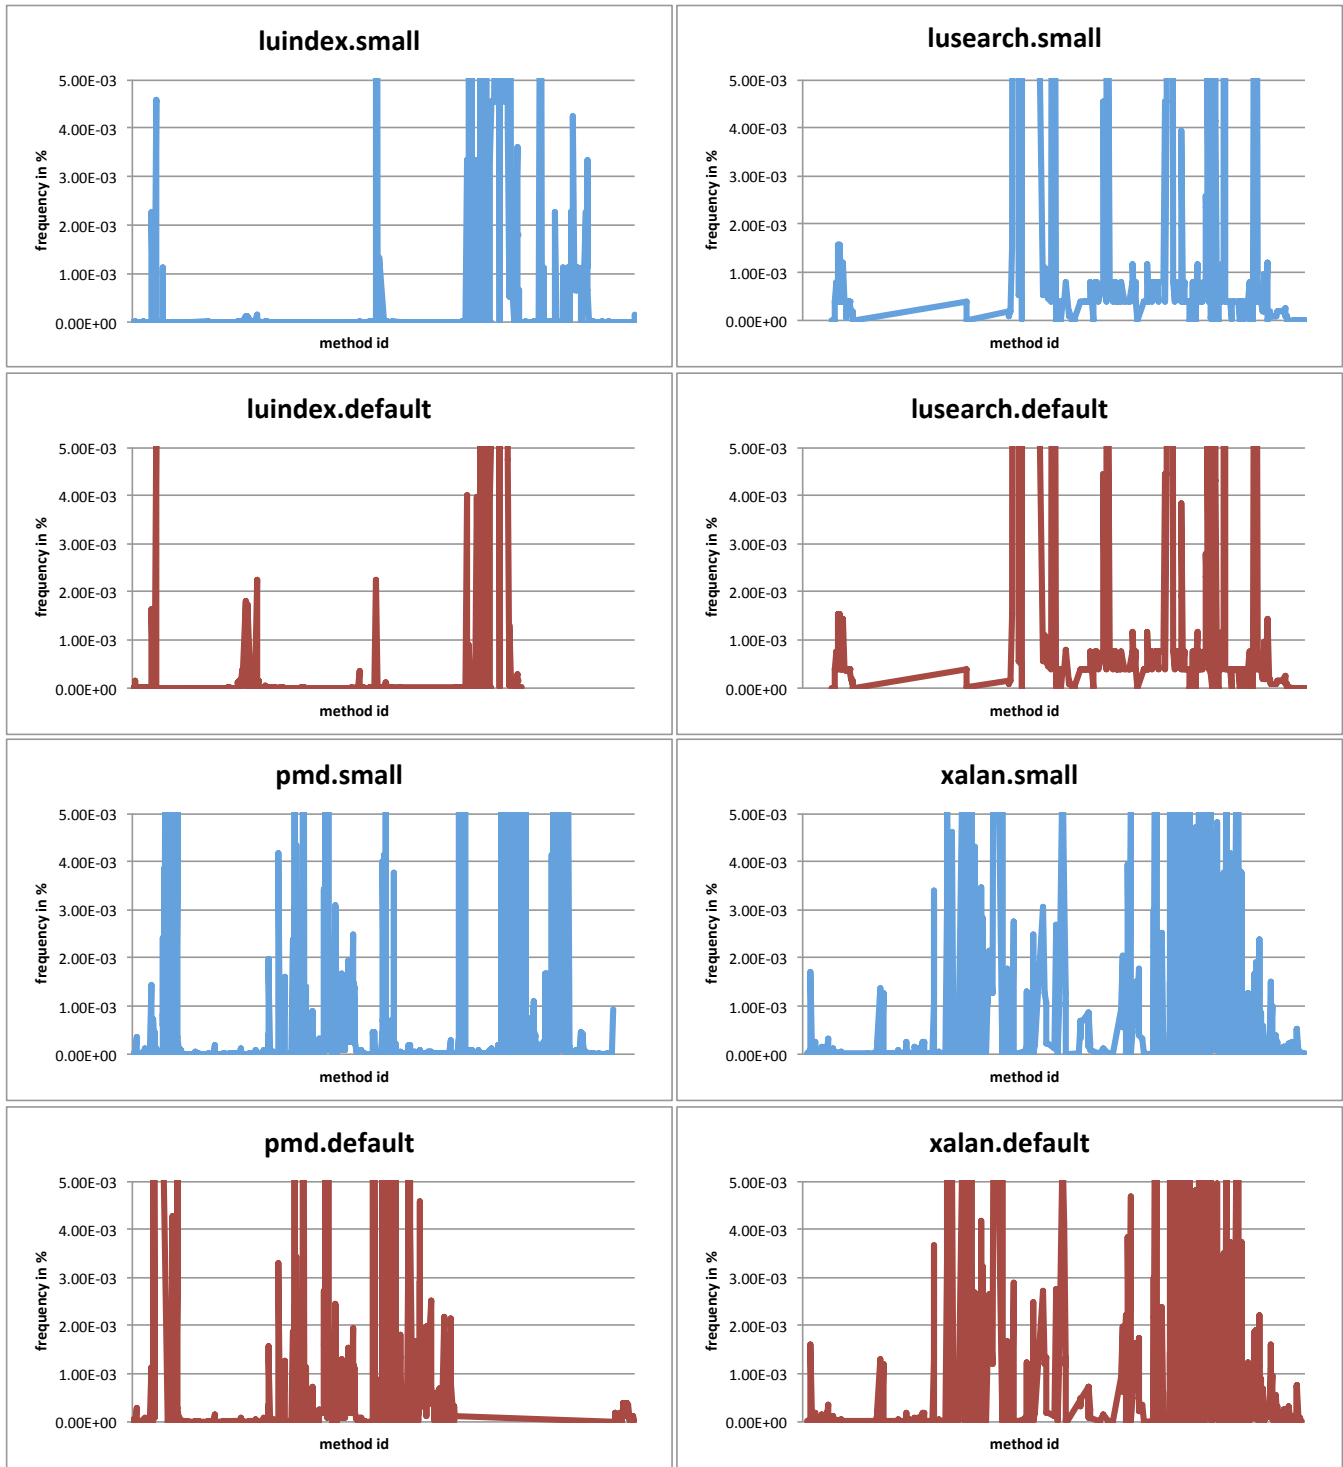 luindex.small
5.00E-03
4.00E-03
3.00E-03
2.00E-03
1.00E-03
0.00E+00
frequency in %
method id
lusearch.small
5.00E-03
4.00E-03
3.00E-03
2.00E-03
1.00E-03
0.00E+00
frequency in %
method id
luindex.default
5.00E-03
4.00E-03
3.00E-03
2.00E-03
1.00E-03
0.00E+00
frequency in %
method id
lusearch.default
5.00E-03
4.00E-03
3.00E-03
2.00E-03
1.00E-03
0.00E+00
frequency in %
method id
pmd.small
5.00E-03
4.00E-03
3.00E-03
2.00E-03
1.00E-03
0.00E+00
frequency in %
method id
xalan.small
5.00E-03
4.00E-03
3.00E-03
2.00E-03
1.00E-03
0.00E+00
frequency in %
method id
pmd.default
5.00E-03
4.00E-03
3.00E-03
2.00E-03
1.00E-03
0.00E+00
frequency in %
method id
xalan.default
5.00E-03
4.00E-03
3.00E-03
2.00E-03
1.00E-03
0.00E+00
frequency in %
method id